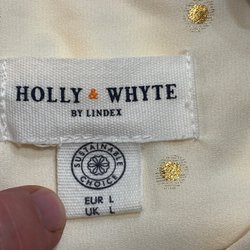 HOLLY & WHYTE
BY LINDEX
SUSTAINABLE
CHOICE
EUR L
UK L